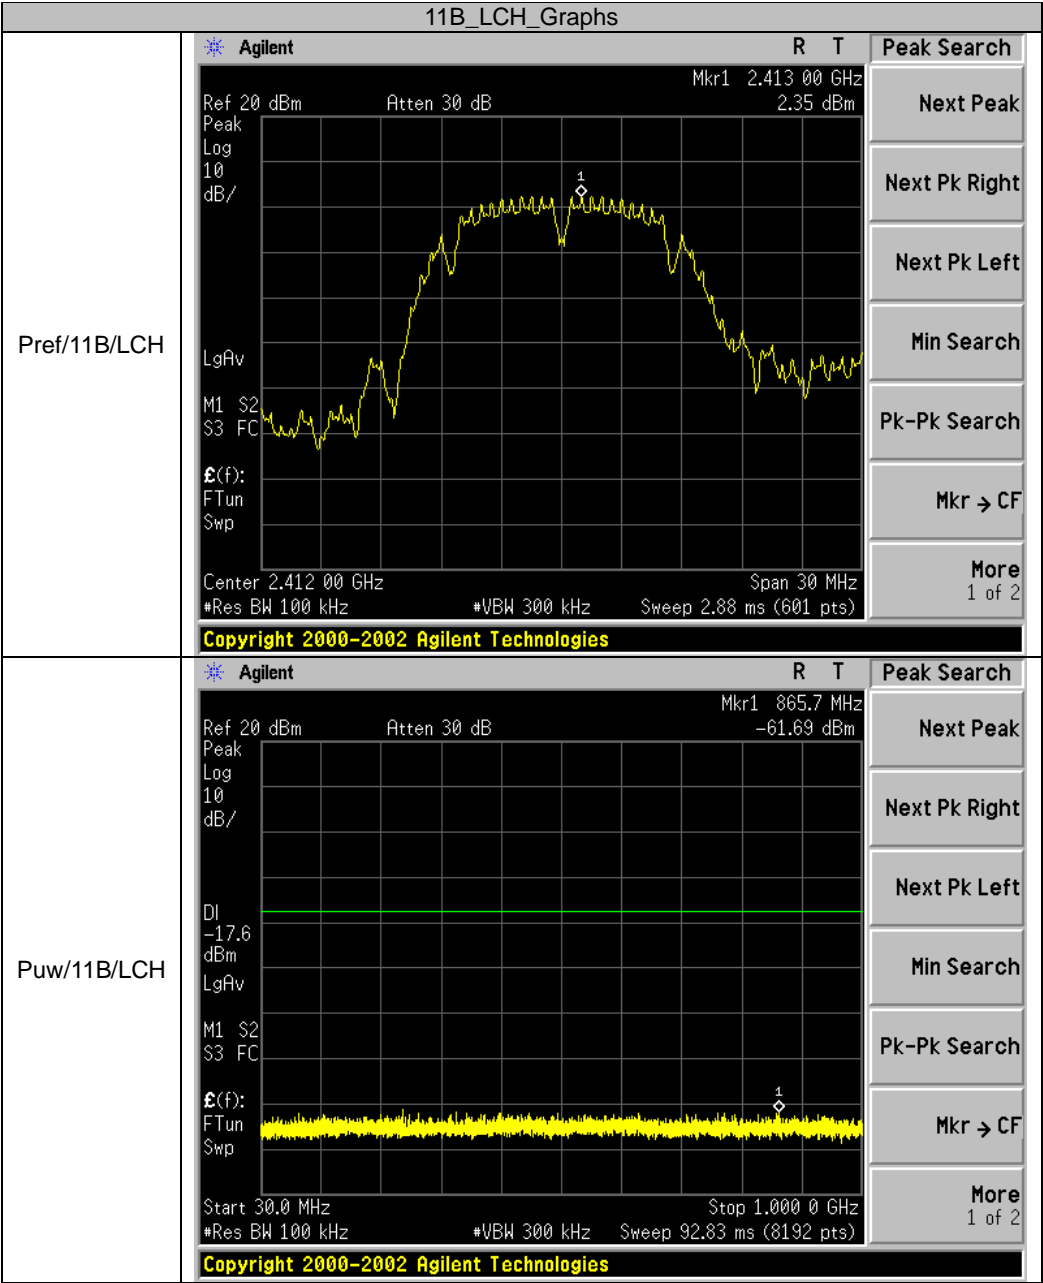 11B_LCH_Graphs
Pref/11B/LCH
Agilent R T Peak Search
Mkr1 2.413 00 GHz
Ref 20 dBm Atten 30 dB 2.35 dBm
Peak
Log
10
dB/
1
LgAv
M1 S2
S3 FC
£(f):
FTun
Swp
Center 2.412 00 GHz Span 30 MHz
#Res BW 100 kHz #VBW 300 kHz Sweep 2.88 ms (601 pts)
Copyright 2000-2002 Agilent Technologies
Next Peak
Next Pk Right
Next Pk Left
Min Search
Pk-Pk Search
Mkr → CF
More
1 of 2
Puw/11B/LCH
Agilent R T Peak Search
Mkr1 865.7 MHz
Ref 20 dBm Atten 30 dB -61.69 dBm
Peak
Log
10
dB/
DI
-17.6
dBm
LgAv
M1 S2
S3 FC
1
£(f):
FTun
Swp
Start 30.0 MHz Stop 1.000 0 GHz
#Res BW 100 kHz #VBW 300 kHz Sweep 92.83 ms (8192 pts)
Copyright 2000-2002 Agilent Technologies
Next Peak
Next Pk Right
Next Pk Left
Min Search
Pk-Pk Search
Mkr → CF
More
1 of 2